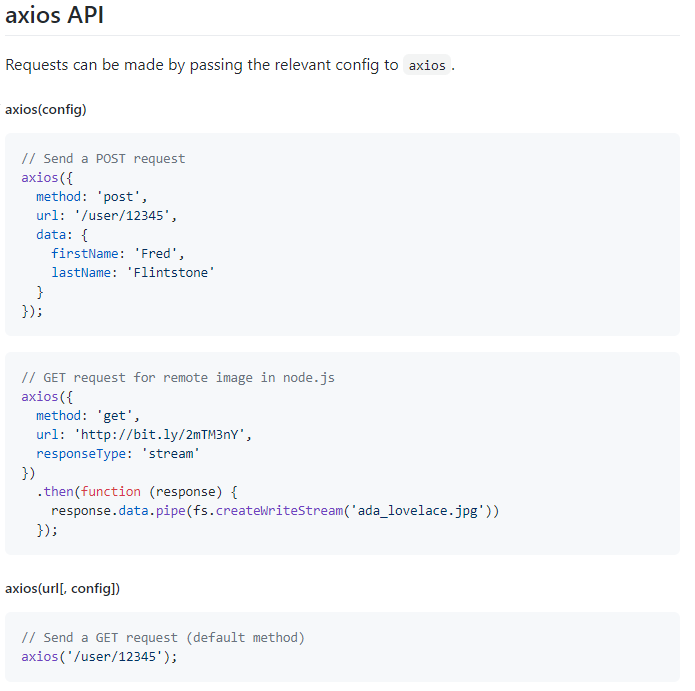 axios API
Requests can be made by passing the relevant config to axios.
axios(config)
// Send a POST request
axios({
  method: 'post',
  url: '/user/12345',
  data: {
    firstName: 'Fred',
    lastName: 'Flintstone'
  }
});
// GET request for remote image in node.js
axios({
  method: 'get',
  url: 'http://bit.ly/2mTM3nY',
  responseType: 'stream'
})
  .then(function (response) {
    response.data.pipe(fs.createWriteStream('ada_lovelace.jpg'))
  });
axios(url[, config])
// Send a GET request (default method)
axios('/user/12345');